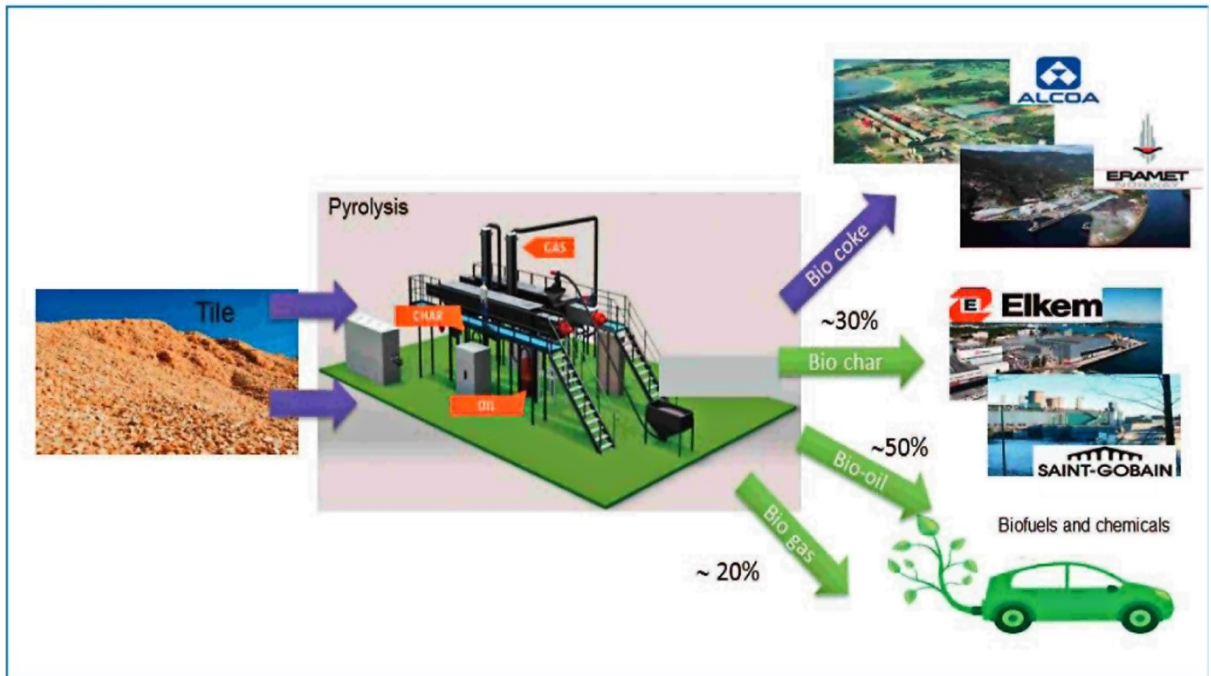 ALCOA
ERAMET
Pyrolysis
GAS
Bio coke
Tile
CHAR
Elkem
~30%
Bio char
OIL
~50%
Bio-oil
SAINT-GOBAIN
Bio gas
Biofuels and chemicals
~ 20%